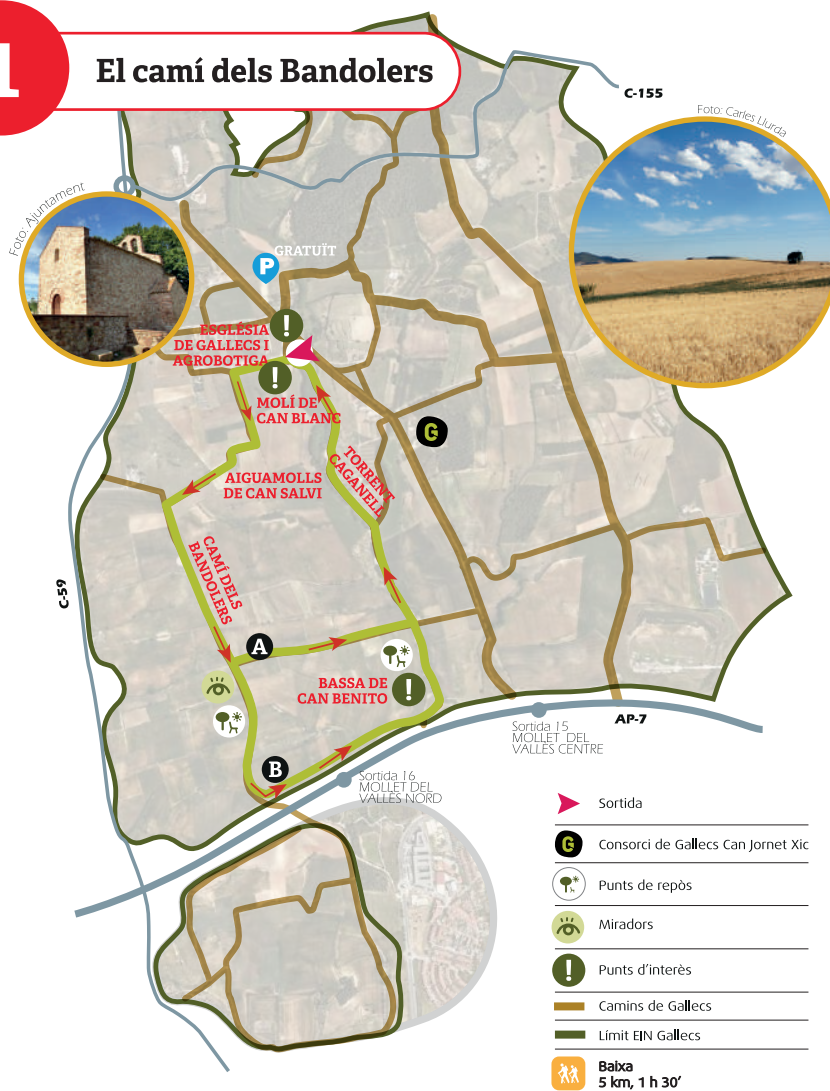 1
El camí dels Bandolers
C-155
Foto: Carles Llurda
Foto: Ajuntament
P
GRATUÏT
!
ESGLÉSIA
DE GALLECS I
AGROBOTIGA
!
MOLÍ DE
CAN BLANC
G
TORRENT
CAGANELL
AIGUAMOLLS
DE CAN SALVI
CAMÍ DELS
BANDOLERS
C-59
A
BASSA DE
CAN BENITO
!
B
AP-7
Sortida 15
MOLLET DEL
VALLÈS CENTRE
Sortida 16
MOLLET DEL
VALLÈS NORD
Sortida
G
Consorci de Gallecs Can Jornet Xic
Punts de repòs
Miradors
!
Punts d'interès
Camins de Gallecs
Límit EIN Gallecs
Baixa
5 km, 1 h 30′